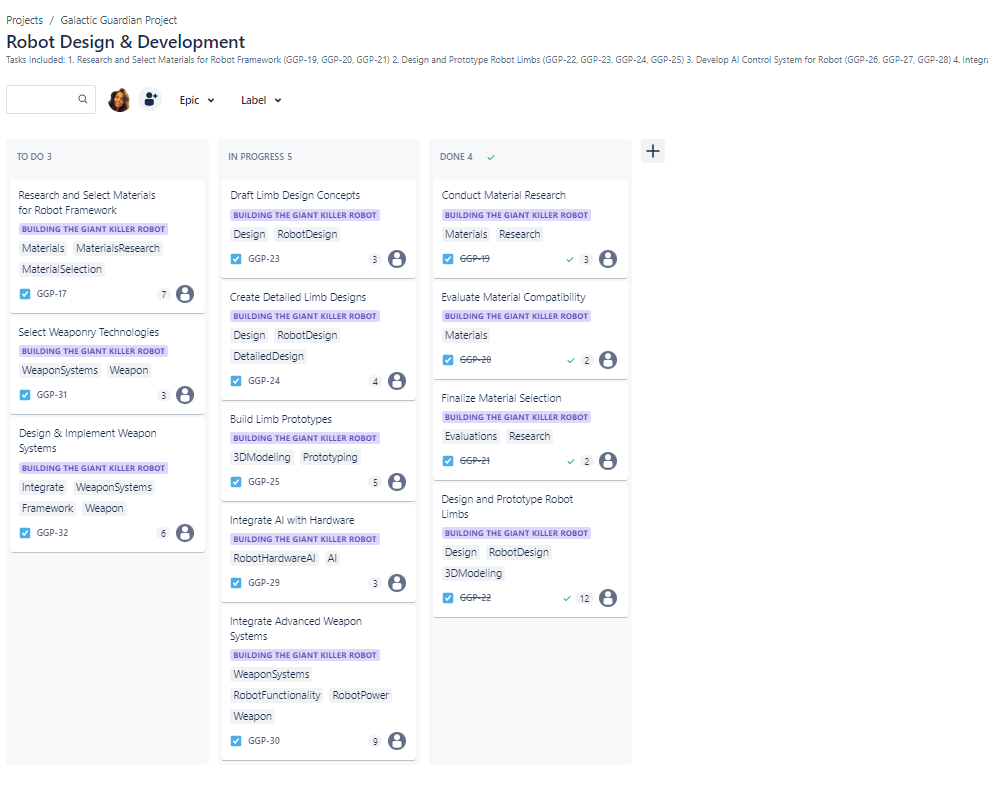 Projects / Galactic Guardian Project
Robot Design & Development
Tasks Included: 1. Research and Select Materials for Robot Framework (GGP-19, GGP-20, GGP-21) 2. Design and Prototype Robot Limbs (GGP-22, GGP-23, GGP-24, GGP-25) 3. Develop AI Control System for Robot (GGP-26, GGP-27, GGP-28) 4. Integra
Epic
Label
TO DO 3
Research and Select Materials
for Robot Framework
BUILDING THE GIANT KILLER ROBOT
Materials MaterialsResearch
MaterialSelection
GGP-17 7
Select Weaponry Technologies
BUILDING THE GIANT KILLER ROBOT
WeaponSystems Weapon
GGP-31 3
Design & Implement Weapon
Systems
BUILDING THE GIANT KILLER ROBOT
Integrate WeaponSystems
Framework Weapon
GGP-32 6
IN PROGRESS 5
Draft Limb Design Concepts
BUILDING THE GIANT KILLER ROBOT
Design RobotDesign
GGP-23 3
Create Detailed Limb Designs
BUILDING THE GIANT KILLER ROBOT
Design RobotDesign
DetailedDesign
GGP-24 4
Build Limb Prototypes
BUILDING THE GIANT KILLER ROBOT
3DModeling Prototyping
GGP-25 5
Integrate AI with Hardware
BUILDING THE GIANT KILLER ROBOT
RobotHardwareAI AI
GGP-29 3
Integrate Advanced Weapon
Systems
BUILDING THE GIANT KILLER ROBOT
WeaponSystems
RobotFunctionality RobotPower
Weapon
GGP-30 9
DONE 4
Conduct Material Research
BUILDING THE GIANT KILLER ROBOT
Materials Research
GGP-19 3
Evaluate Material Compatibility
BUILDING THE GIANT KILLER ROBOT
Materials
GGP-20 2
Finalize Material Selection
BUILDING THE GIANT KILLER ROBOT
Evaluations Research
GGP-21 2
Design and Prototype Robot
Limbs
BUILDING THE GIANT KILLER ROBOT
Design RobotDesign
3DModeling
GGP-22 12